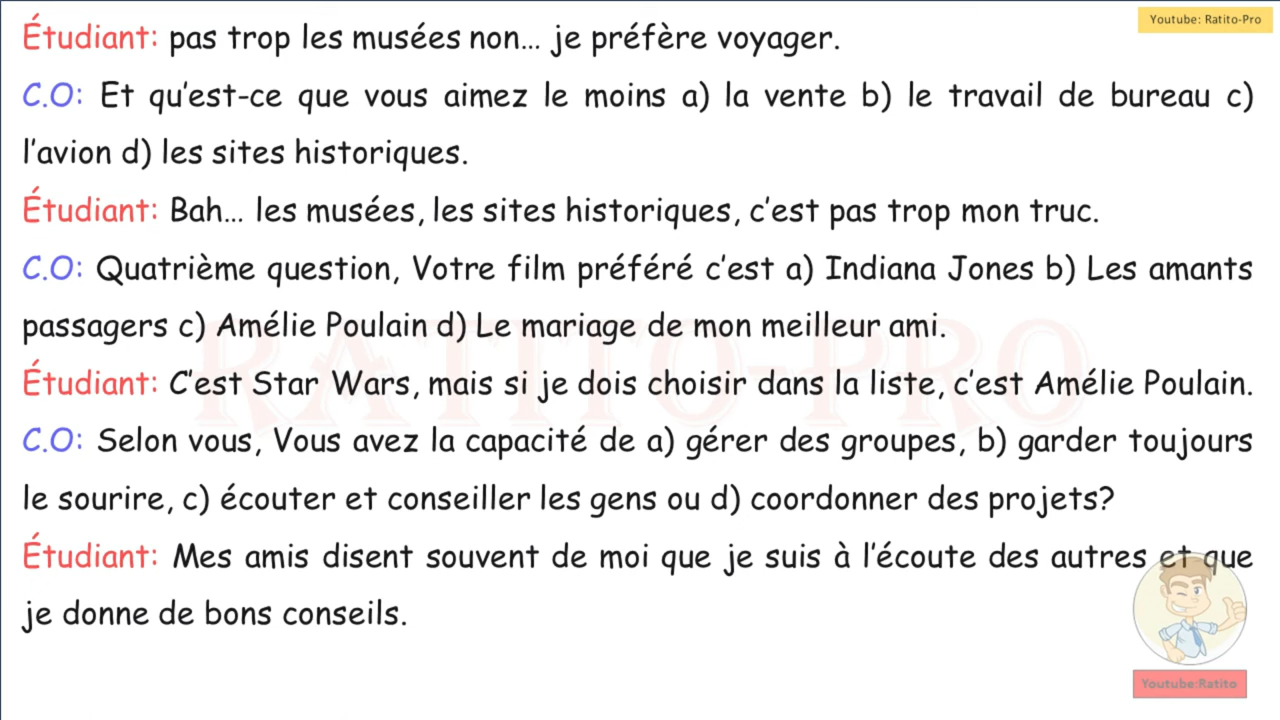 Youtube: Ratito-Pro
Étudiant: pas trop les musées non... je préfère voyager.
C.O: Et qu'est-ce que vous aimez le moins a) la vente b) le travail de bureau c)
l'avion d) les sites historiques.
Étudiant: Bah... les musées, les sites historiques, c'est pas trop mon truc.
C.O: Quatrième question, Votre film préféré c'est a) Indiana Jones b) Les amants
passagers c) Amélie Poulain d) Le mariage de mon meilleur ami.
RATITO-PRO
Étudiant: C'est Star Wars, mais si je dois choisir dans la liste, c'est Amélie Poulain.
C.O: Selon vous, Vous avez la capacité de a) gérer des groupes, b) garder toujours
le sourire, c) écouter et conseiller les gens ou d) coordonner des projets?
Étudiant: Mes amis disent souvent de moi que je suis à l'écoute des autres et que
je donne de bons conseils.
Youtube:Ratito